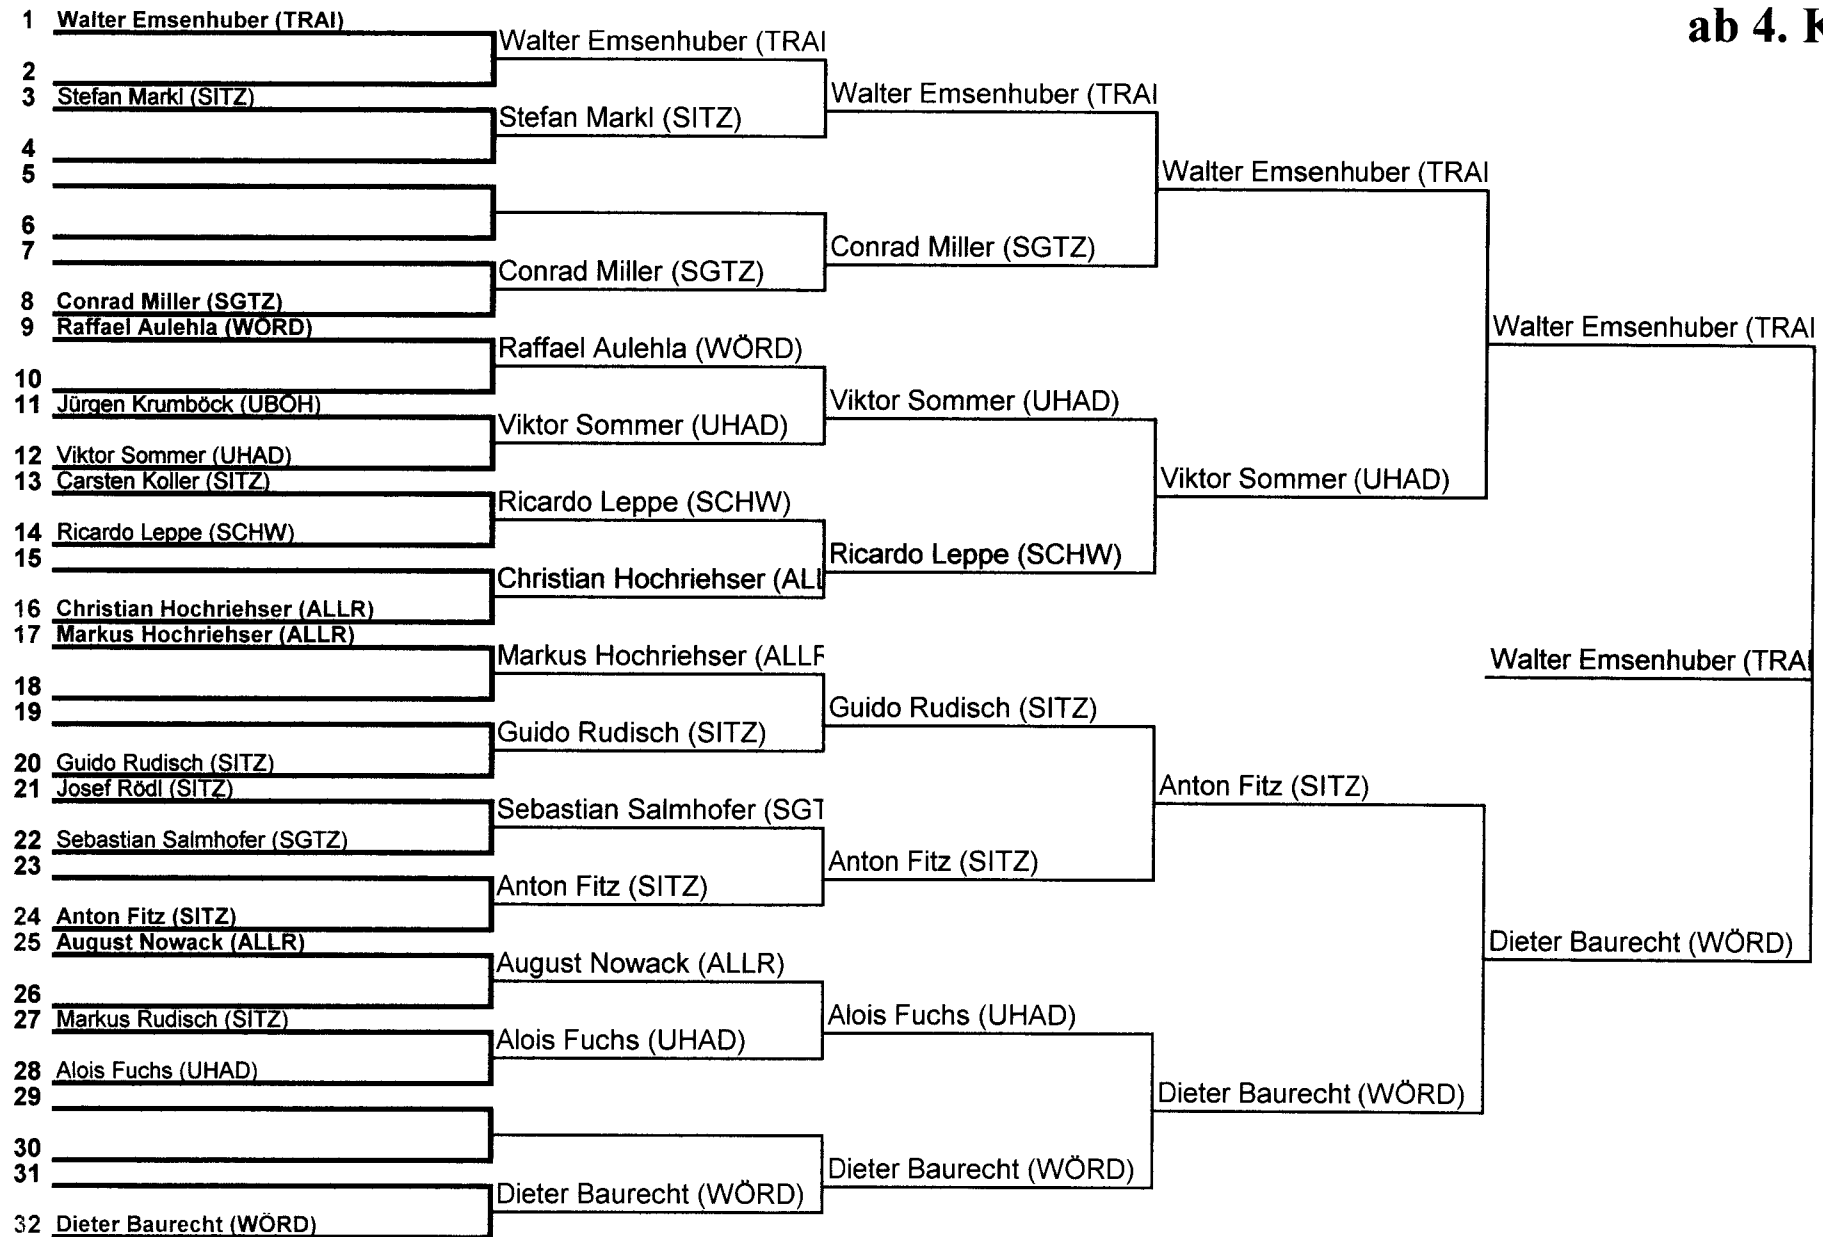 ab 4. K
1 Walter Emsenhuber (TRAI)
2
3 Stefan Markl (SITZ)
4
5
6
7
8 Conrad Miller (SGTZ)
9 Raffael Aulehla (WÖRD)
10
11 Jürgen Krumböck (UBÖH)
12 Viktor Sommer (UHAD)
13 Carsten Koller (SITZ)
14 Ricardo Leppe (SCHW)
15
16 Christian Hochriehser (ALLR)
17 Markus Hochriehser (ALLR)
18
19
20 Guido Rudisch (SITZ)
21 Josef Rödl (SITZ)
22 Sebastian Salmhofer (SGTZ)
23
24 Anton Fitz (SITZ)
25 August Nowack (ALLR)
26
27 Markus Rudisch (SITZ)
28 Alois Fuchs (UHAD)
29
30
31
32 Dieter Baurecht (WÖRD)
Walter Emsenhuber (TRAI
Stefan Markl (SITZ)
Conrad Miller (SGTZ)
Raffael Aulehla (WÖRD)
Viktor Sommer (UHAD)
Ricardo Leppe (SCHW)
Christian Hochriehser (ALL
Markus Hochriehser (ALLR
Guido Rudisch (SITZ)
Sebastian Salmhofer (SGT
Anton Fitz (SITZ)
August Nowack (ALLR)
Alois Fuchs (UHAD)
Dieter Baurecht (WÖRD)
Walter Emsenhuber (TRAI
Conrad Miller (SGTZ)
Viktor Sommer (UHAD)
Ricardo Leppe (SCHW)
Guido Rudisch (SITZ)
Anton Fitz (SITZ)
Alois Fuchs (UHAD)
Dieter Baurecht (WÖRD)
Walter Emsenhuber (TRAI
Viktor Sommer (UHAD)
Anton Fitz (SITZ)
Dieter Baurecht (WÖRD)
Walter Emsenhuber (TRAI
Dieter Baurecht (WÖRD)
Walter Emsenhuber (TRAI